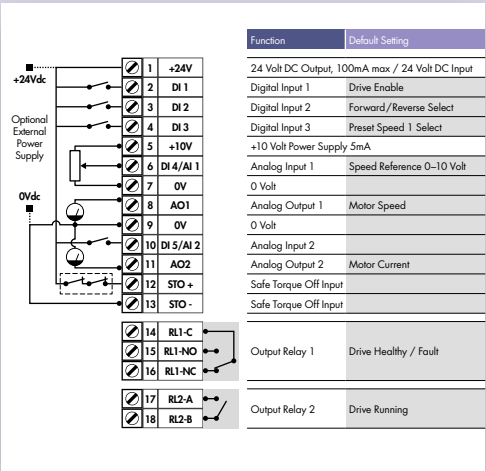 Function Default Setting
1 +24V 24 Volt DC Output, 100mA max / 24 Volt DC Input
+24Vdc
2 DI 1 Digital Input 1 Drive Enable
3 DI 2 Digital Input 2 Forward/Reverse Select
Optional
External
Power
Supply
4 DI 3 Digital Input 3 Preset Speed 1 Select
5 +10V +10 Volt Power Supply 5mA
6 DI 4/AI 1 Analog Input 1 Speed Reference 0–10 Volt
7 0V 0 Volt
0Vdc
8 AO1 Analog Output 1 Motor Speed
9 0V 0 Volt
10 DI 5/AI 2 Analog Input 2
11 AO2 Analog Output 2 Motor Current
12 STO + Safe Torque Off Input
13 STO - Safe Torque Off Input
14 RL1-C
15 RL1-NO Output Relay 1 Drive Healthy / Fault
16 RL1-NC
17 RL2-A
Output Relay 2 Drive Running
18 RL2-B